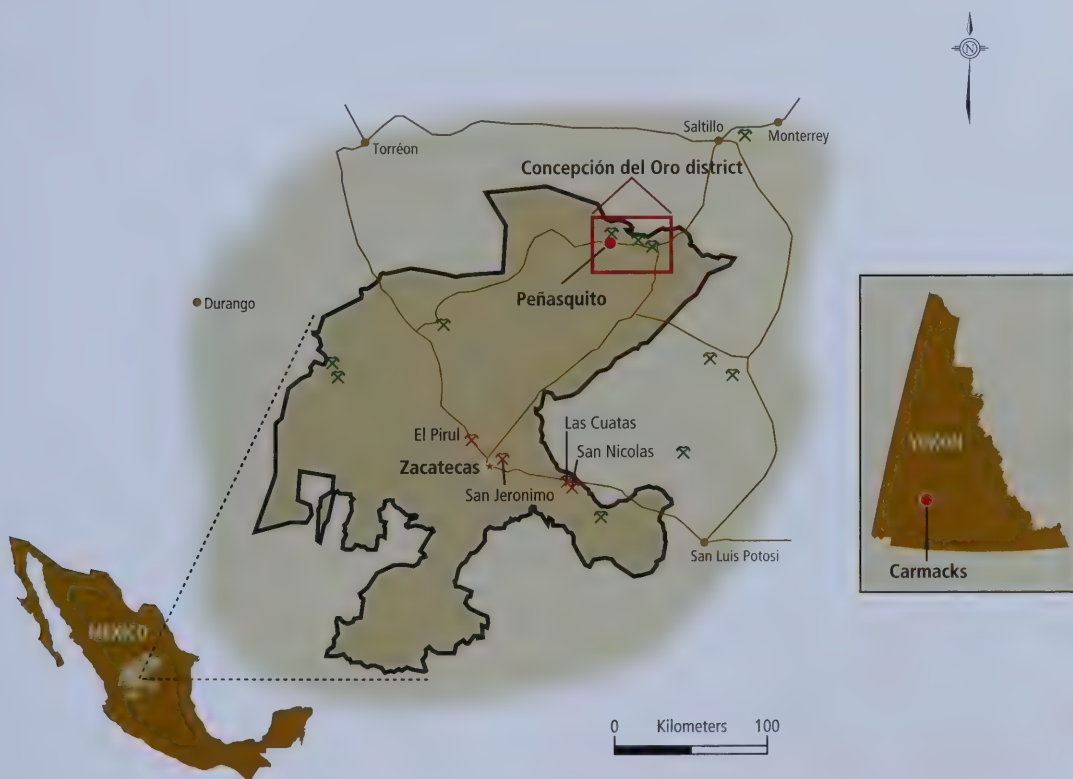 N
Torréon
Saltillo
Monterrey
Concepción del Oro district
Peñasquito
Durango
El Pirul
Las Cuatas
San Nicolas
Zacatecas
San Jeronimo
San Luis Potosi
YUKON
Carmacks
MEXICO
0 Kilometers 100